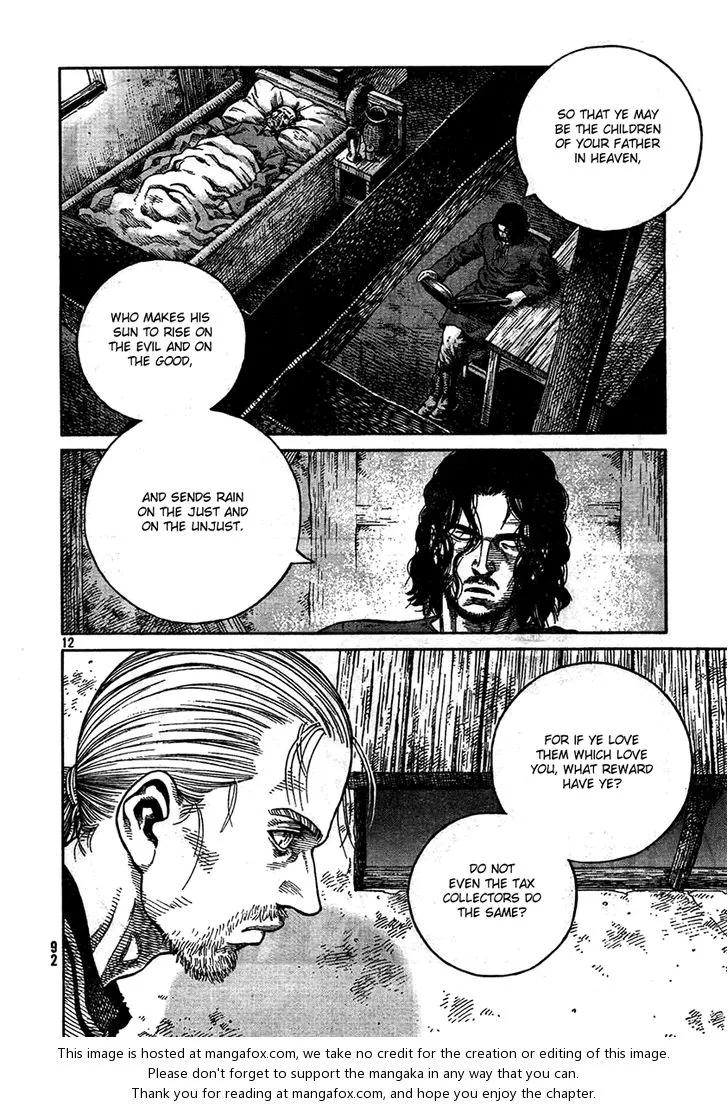 SO THAT YE MAY
BE THE CHILDREN
OF YOUR FATHER
IN HEAVEN,
WHO MAKES HIS
SUN TO RISE ON
THE EVIL AND ON
THE GOOD,
AND SENDS RAIN
ON THE JUST AND
ON THE UNJUST.
12
FOR IF YE LOVE
THEM WHICH LOVE
YOU, WHAT REWARD
HAVE YE?
DO NOT
EVEN THE TAX
COLLECTORS DO
THE SAME?
92
This image is hosted at mangafox.com, we take no credit for the creation or editing of this image.
Please don't forget to support the mangaka in any way that you can.
Thank you for reading at mangafox.com, and hope you enjoy the chapter.